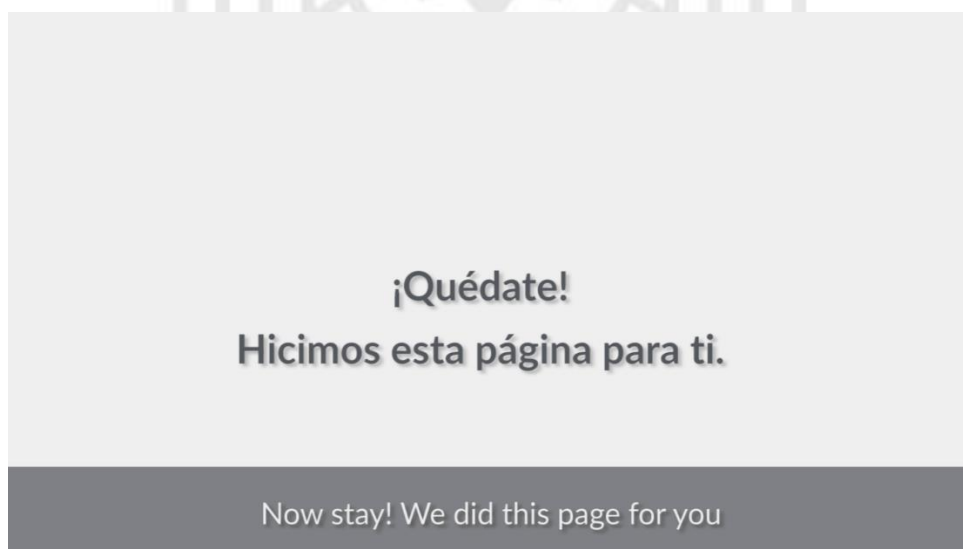 ¡Quédate!
Hicimos esta página para ti.
Now stay! We did this page for you